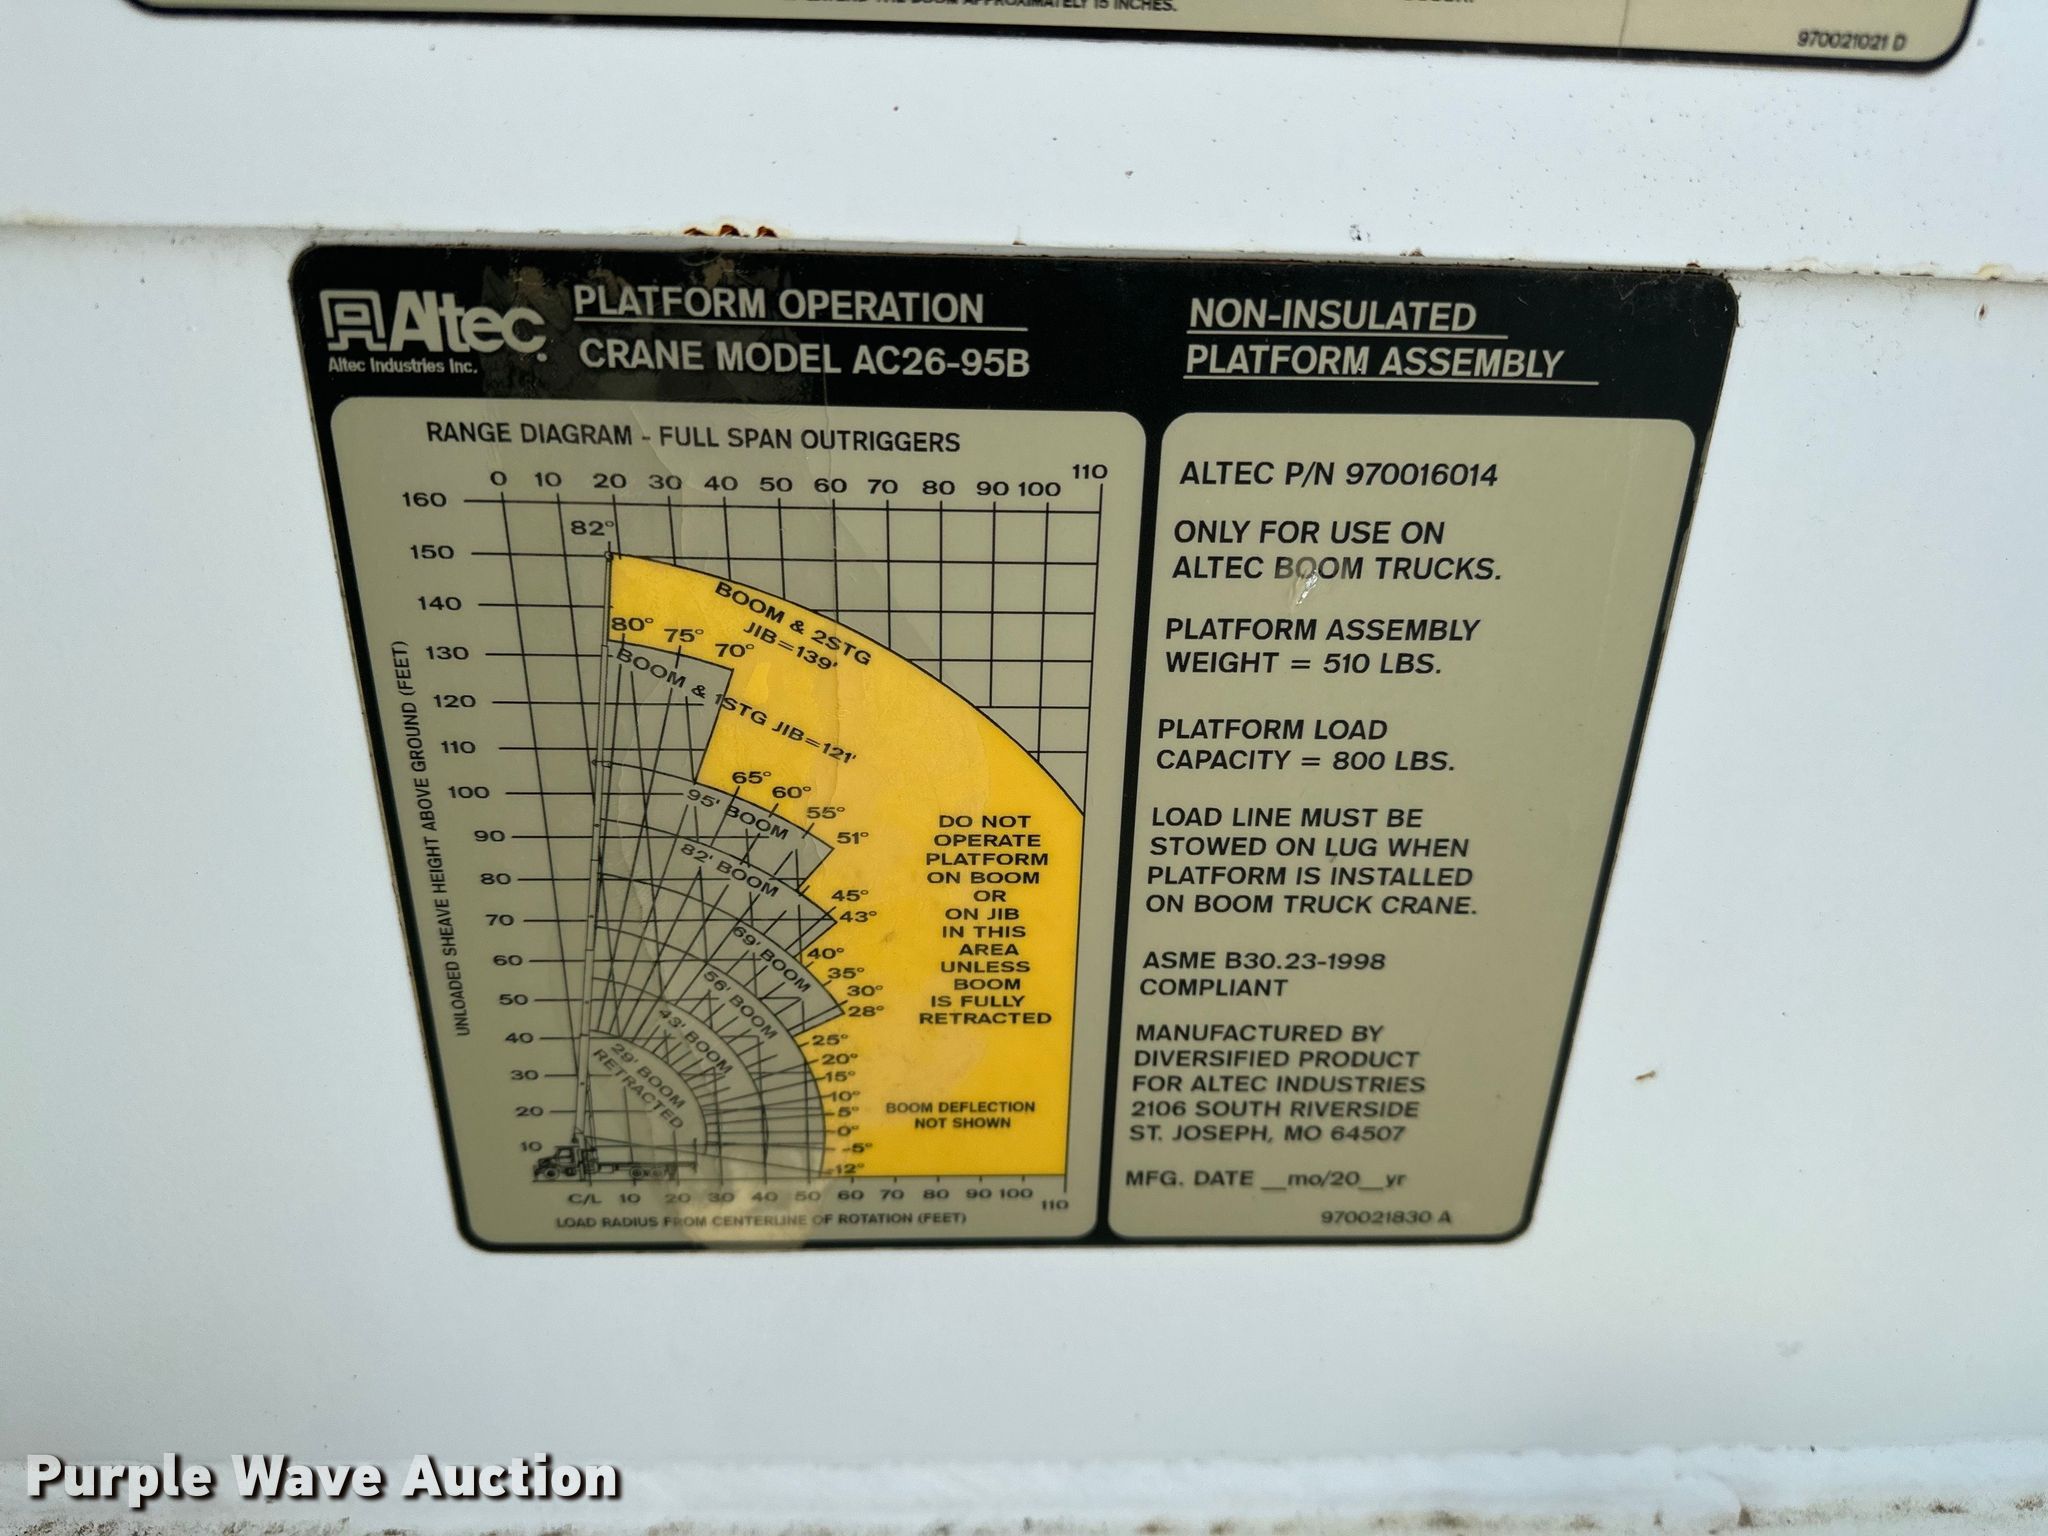 THE BOOM APPROXIMATELY 15 INCHES.
970021021 D
Altec
Altec Industries Inc.
PLATFORM OPERATION
CRANE MODEL AC26-95B
NON-INSULATED
PLATFORM ASSEMBLY
RANGE DIAGRAM - FULL SPAN OUTRIGGERS
0 10 20 30 40 50 60 70 80 90 100 110
160
150
140
130
120
110
100
90
80
70
60
50
40
30
20
10
UNLOADED SHEAVE HEIGHT ABOVE GROUND (FEET)
82°
BOOM & 2STG
JIB=139'
80° 75° 70°
BOOM & 1STG JIB=121'
65°
60°
55°
51°
95' BOOM
82' BOOM
45°
43°
69' BOOM
40°
35°
30°
28°
56' BOOM
43' BOOM
25°
20°
15°
10°
5°
0°
-5°
-12°
29' BOOM
RETRACTED
DO NOT
OPERATE
PLATFORM
ON BOOM
OR
ON JIB
IN THIS
AREA
UNLESS
BOOM
IS FULLY
RETRACTED
BOOM DEFLECTION
NOT SHOWN
C/L 10 20 30 40 50 60 70 80 90 100 110
LOAD RADIUS FROM CENTERLINE OF ROTATION (FEET)
ALTEC P/N 970016014
ONLY FOR USE ON
ALTEC BOOM TRUCKS.
PLATFORM ASSEMBLY
WEIGHT = 510 LBS.
PLATFORM LOAD
CAPACITY = 800 LBS.
LOAD LINE MUST BE
STOWED ON LUG WHEN
PLATFORM IS INSTALLED
ON BOOM TRUCK CRANE.
ASME B30.23-1998
COMPLIANT
MANUFACTURED BY
DIVERSIFIED PRODUCT
FOR ALTEC INDUSTRIES
2106 SOUTH RIVERSIDE
ST. JOSEPH, MO 64507
MFG. DATE __mo/20__yr
970021830 A
Purple Wave Auction